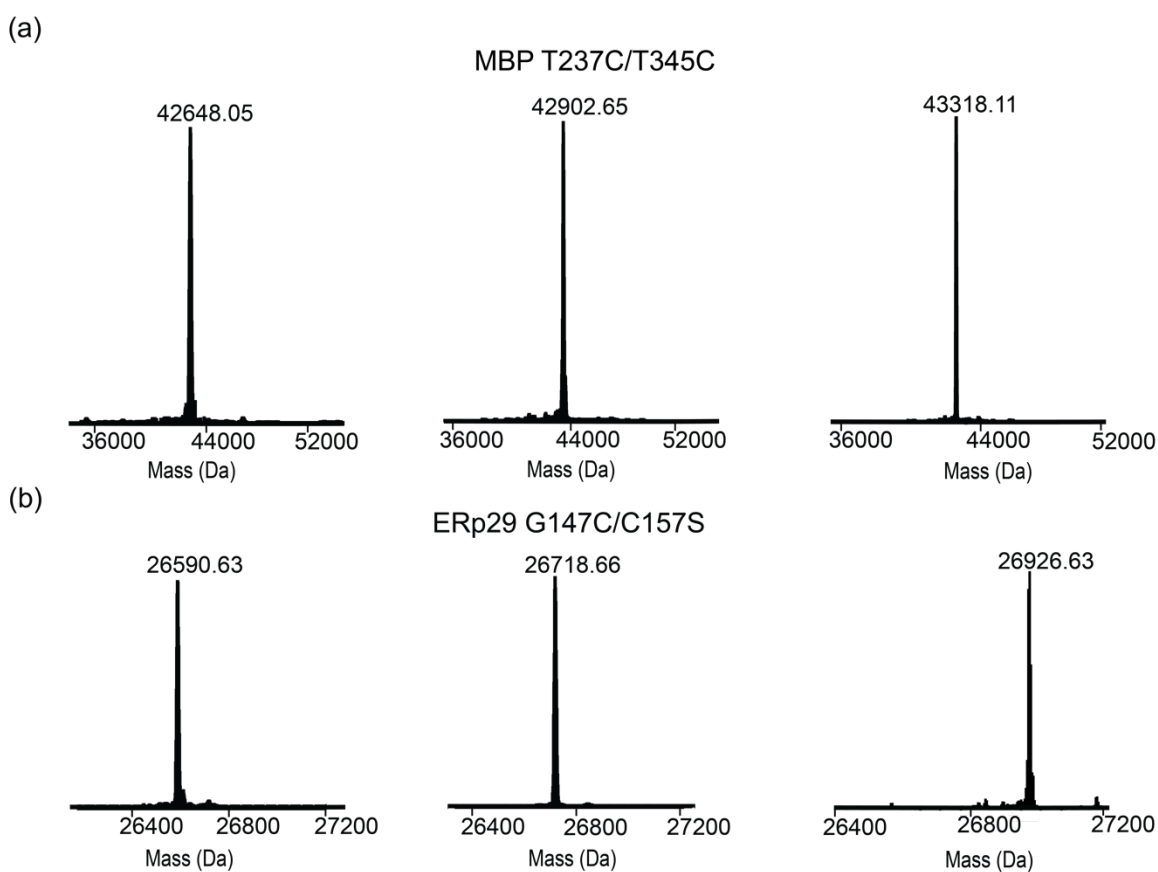 (a)
MBP T237C/T345C
42648.05 42902.65 43318.11
36000 44000 52000 36000 44000 52000 36000 44000 52000
Mass (Da) Mass (Da) Mass (Da)
(b)
ERp29 G147C/C157S
26590.63 26718.66 26926.63
26400 26800 27200 26400 26800 27200 26400 26800 27200
Mass (Da) Mass (Da) Mass (Da)